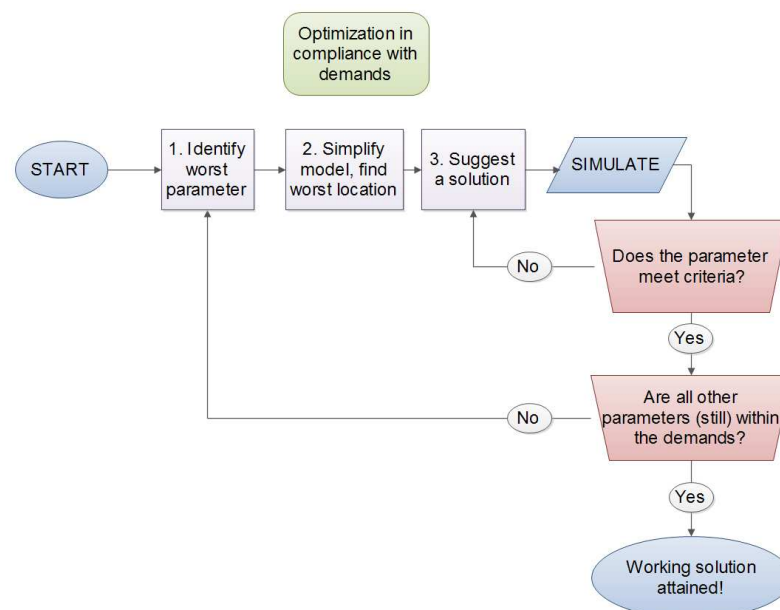 Optimization in
compliance with
demands
START
1. Identify
worst
parameter
2. Simplify
model, find
worst location
3. Suggest
a solution
SIMULATE
Does the parameter
meet criteria?
No
Yes
Are all other
parameters (still) within
the demands?
No
Yes
Working solution
attained!